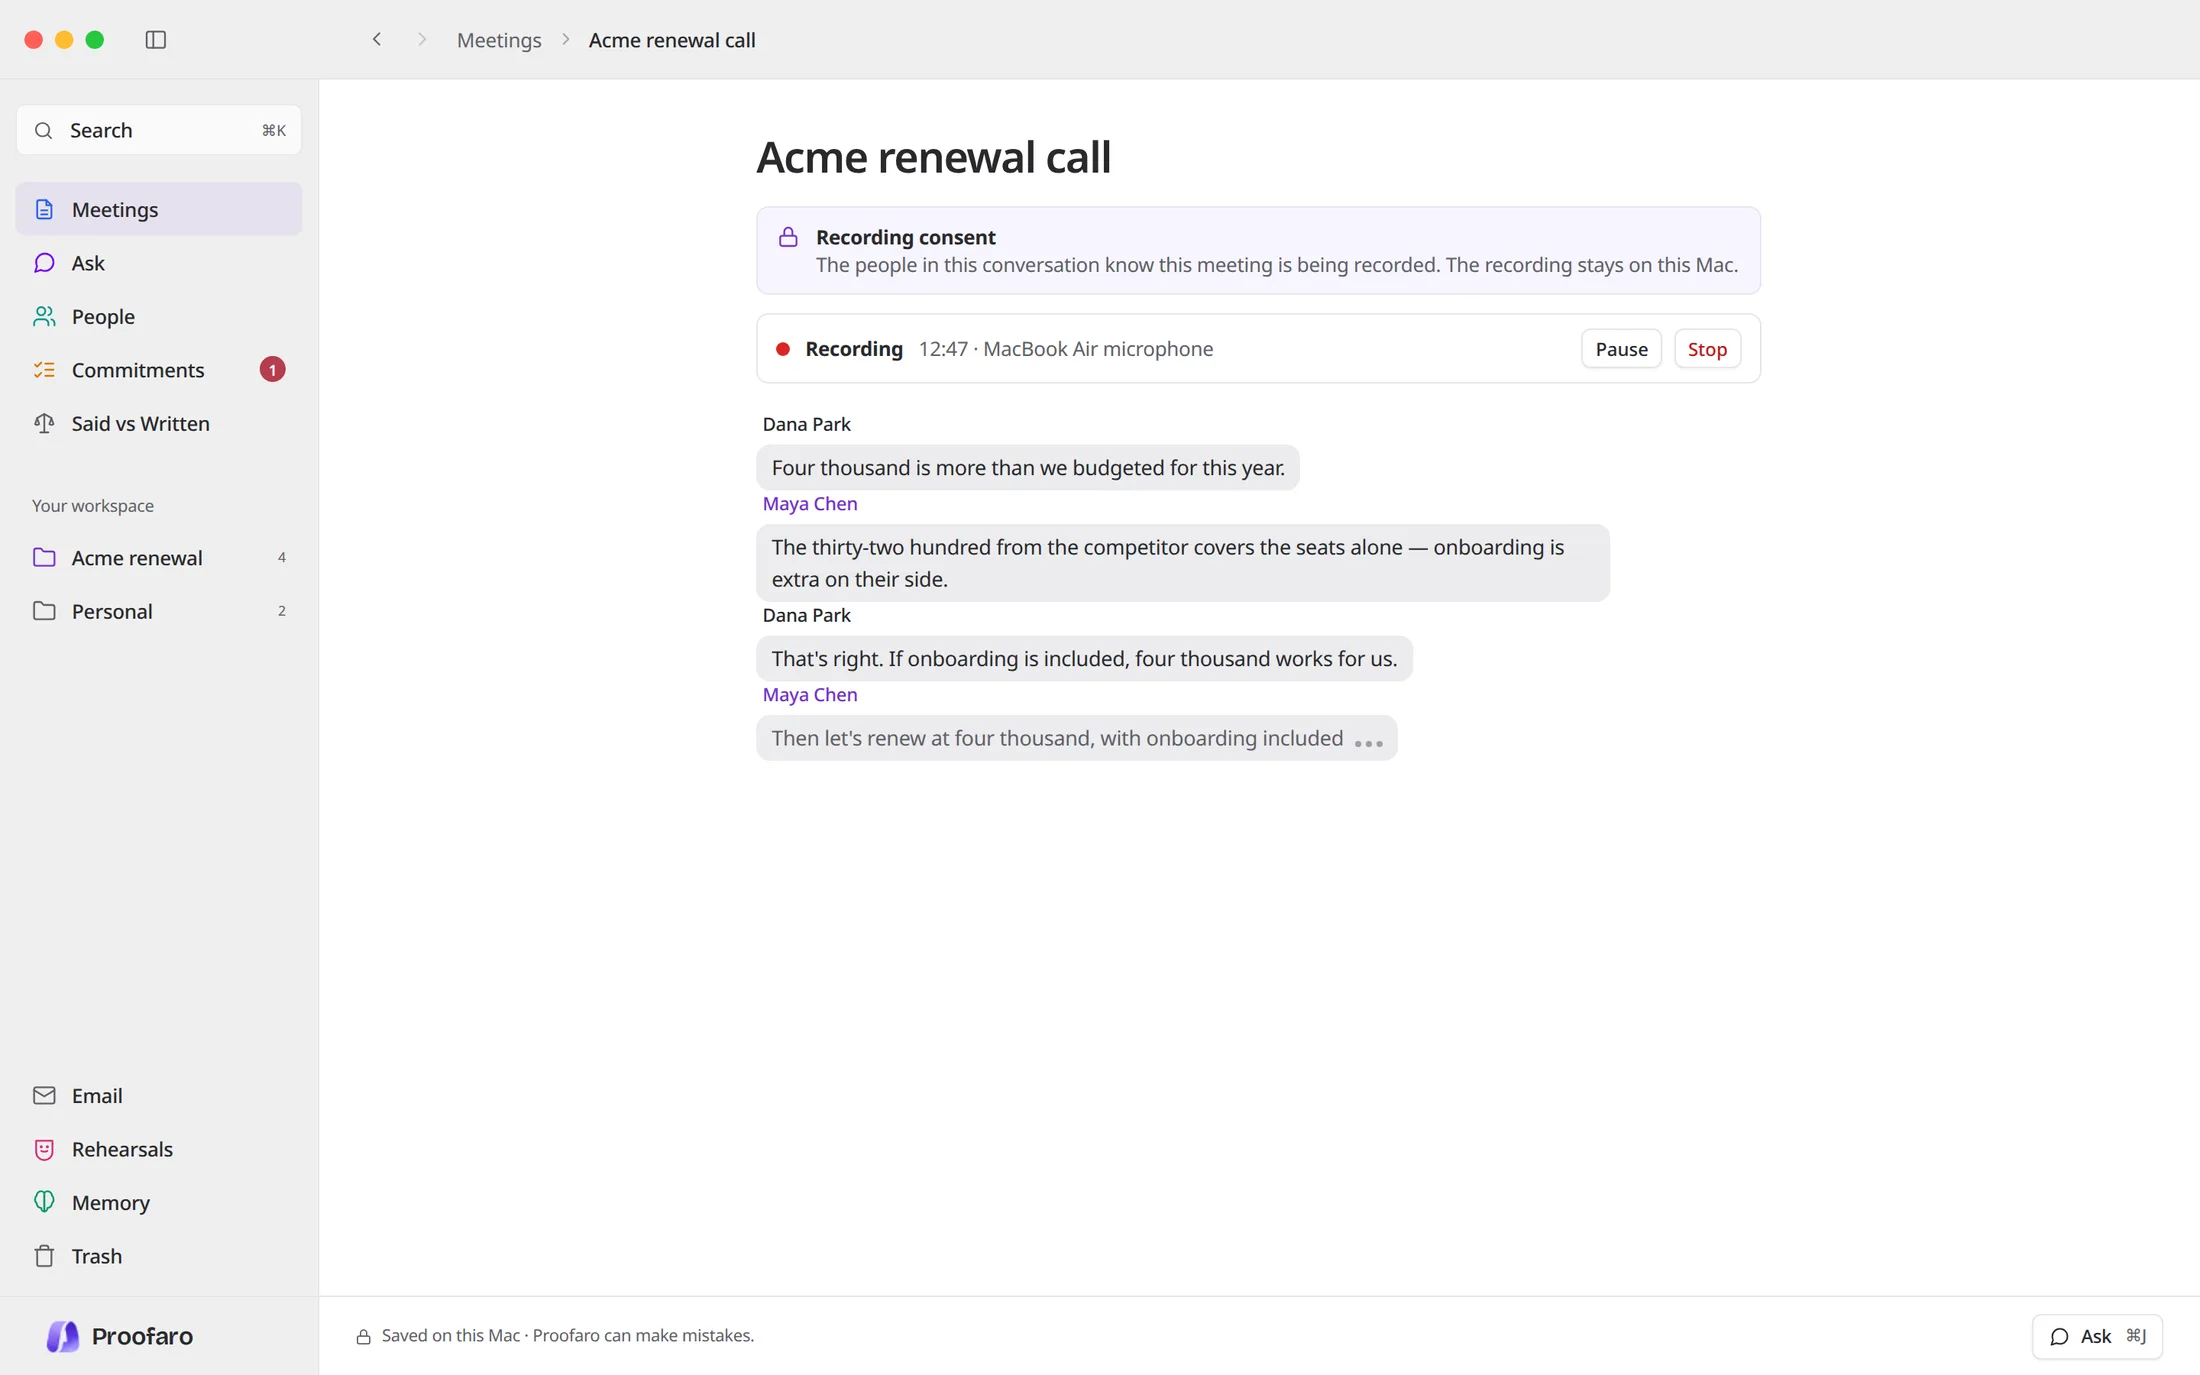 Meetings > Acme renewal call
Search ⌘K
Meetings
Ask
People
Commitments 1
Said vs Written
Your workspace
Acme renewal 4
Personal 2
Email
Rehearsals
Memory
Trash
Proofaro
Acme renewal call
Recording consent
The people in this conversation know this meeting is being recorded. The recording stays on this Mac.
Recording 12:47 · MacBook Air microphone Pause Stop
Dana Park
Four thousand is more than we budgeted for this year.
Maya Chen
The thirty-two hundred from the competitor covers the seats alone — onboarding is
extra on their side.
Dana Park
That's right. If onboarding is included, four thousand works for us.
Maya Chen
Then let's renew at four thousand, with onboarding included ...
Saved on this Mac · Proofaro can make mistakes.
Ask ⌘J